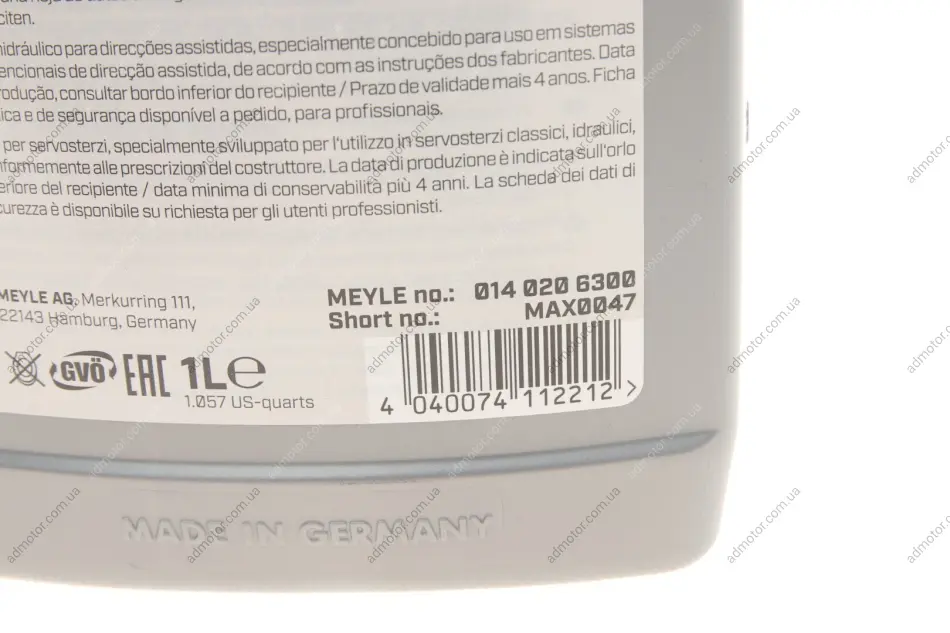 citen.
hidráulico para direcções assistidas, especialmente concebido para uso em sistemas
encionais de direcção assistida, de acordo com as instruções dos fabricantes. Data
rodução, consultar bordo inferior do recipiente / Prazo de validade mais 4 anos. Ficha
ica e de segurança disponível a pedido, para profissionais.
per servosterzi, specialmente sviluppato per l'utilizzo in servosterzi classici, idraulici,
nformemente alle prescrizioni del costruttore. La data di produzione è indicata sull'orlo
eriore del recipiente / data minima di conservabilità più 4 anni. La scheda dei dati di
curezza è disponibile su richiesta per gli utenti professionisti.
MEYLE AG, Merkurring 111,
22143 Hamburg, Germany
MEYLE no.: 014 020 6300
Short no.: MAX0047
GVÖ EAC 1L e
1.057 US-quarts
4 040074 112212 >
MADE IN GERMANY
admotor.com.ua